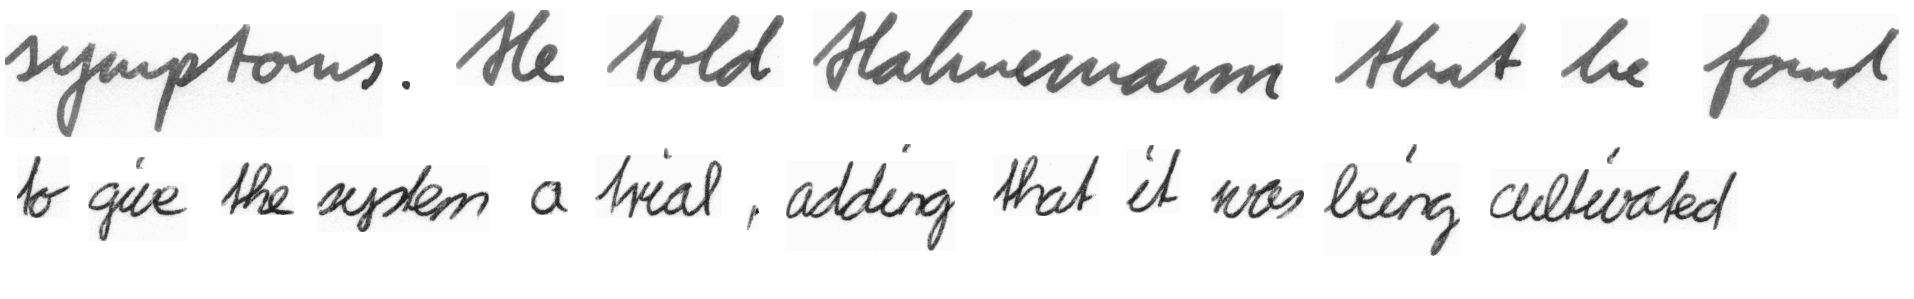 symptoms. He told Hahnemann that he found
to give the system a trial, adding that it was being cultivated